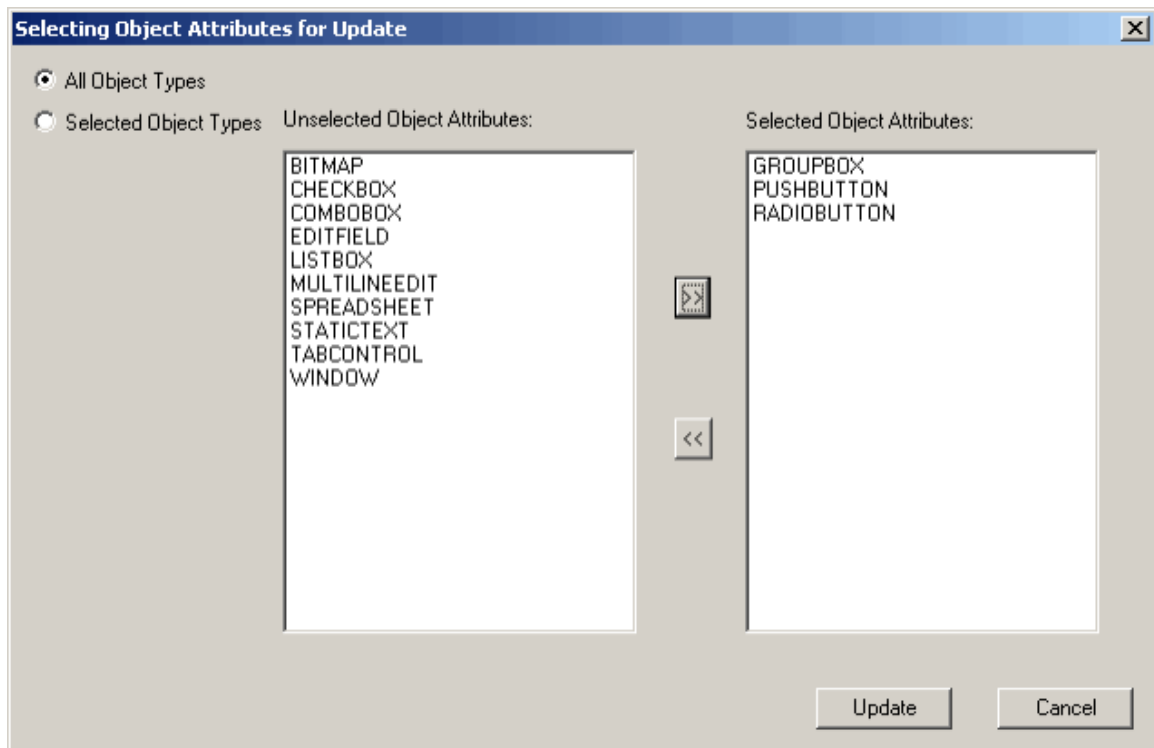 Selecting Object Attributes for Update
All Object Types
Selected Object Types
Unselected Object Attributes:
BITMAP
CHECKBOX
COMBOBOX
EDITFIELD
LISTBOX
MULTILINEEDIT
SPREADSHEET
STATICTEXT
TABCONTROL
WINDOW
>>
<<
Selected Object Attributes:
GROUPBOX
PUSHBUTTON
RADIOBUTTON
Update
Cancel